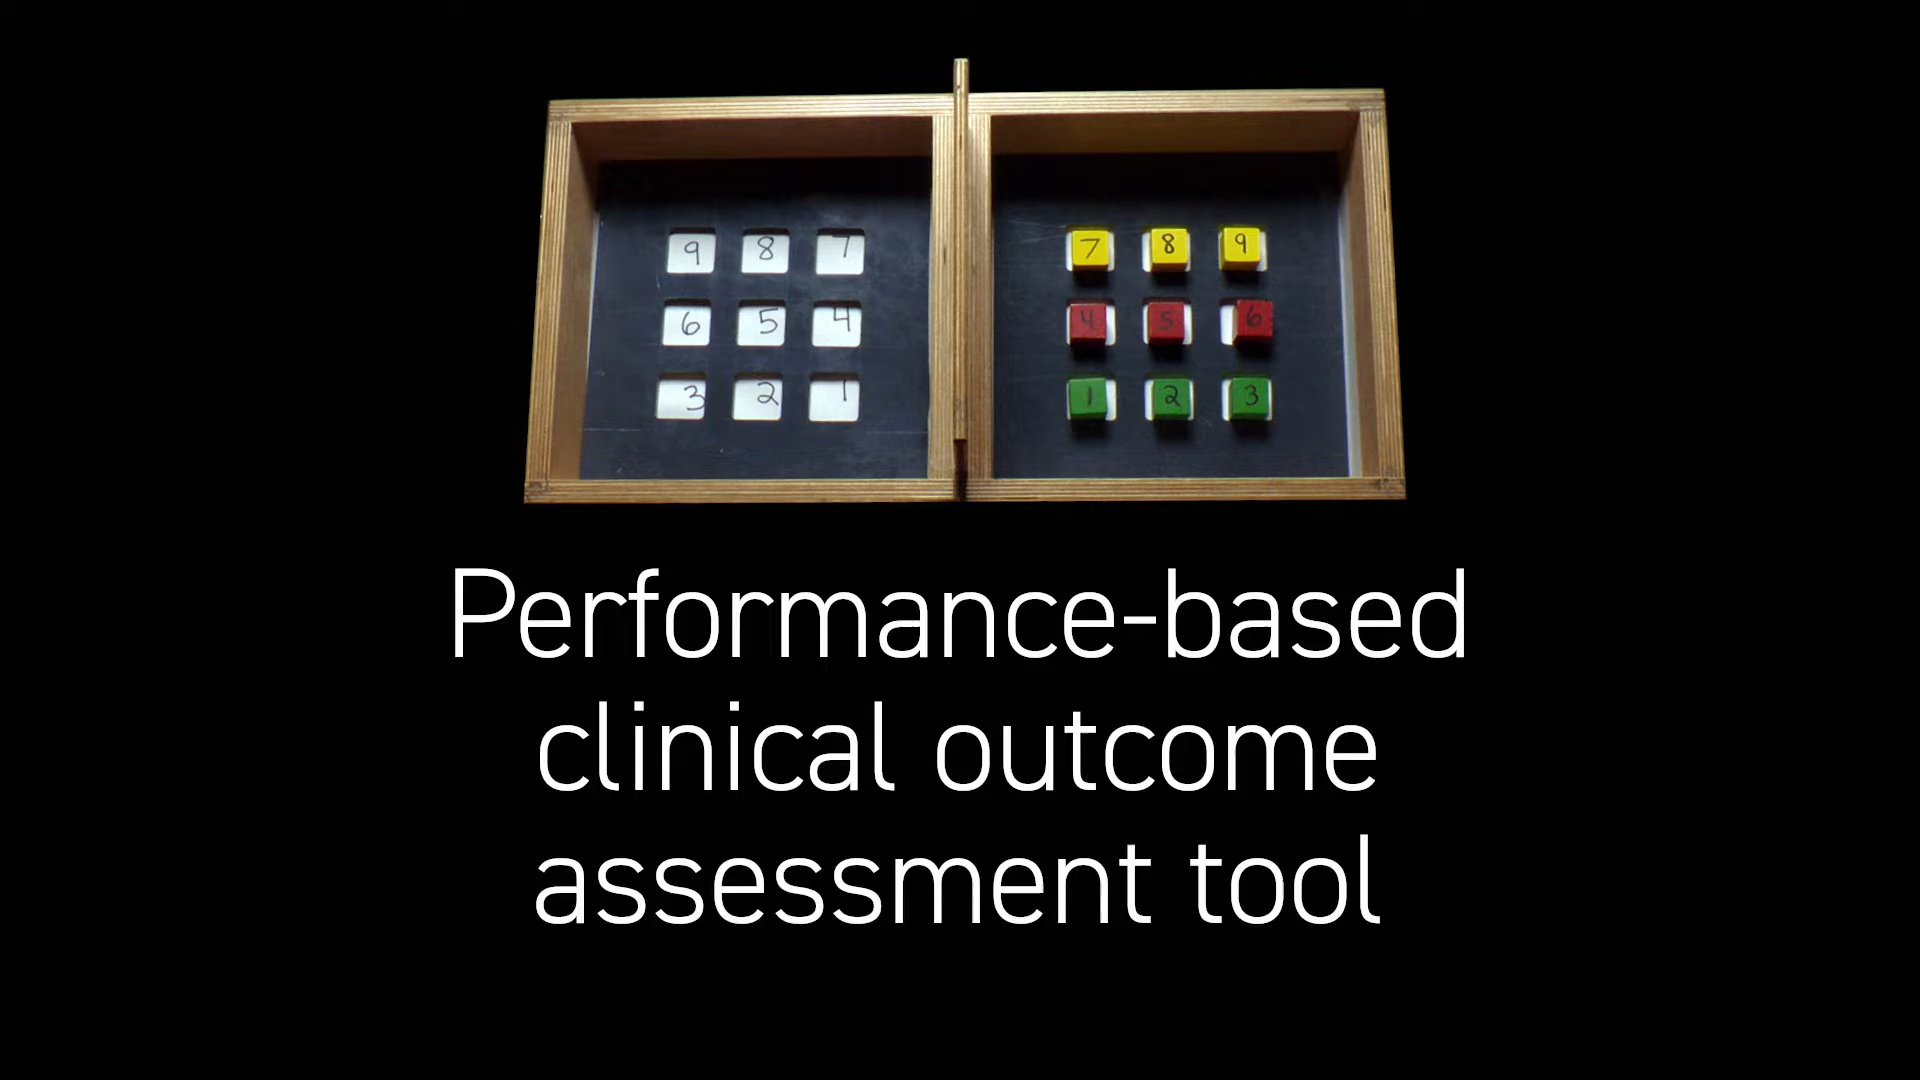 9 8 7
6 5 4
3 2 1
7 8 9
4 5 6
1 2 3
Performance-based
clinical outcome
assessment tool